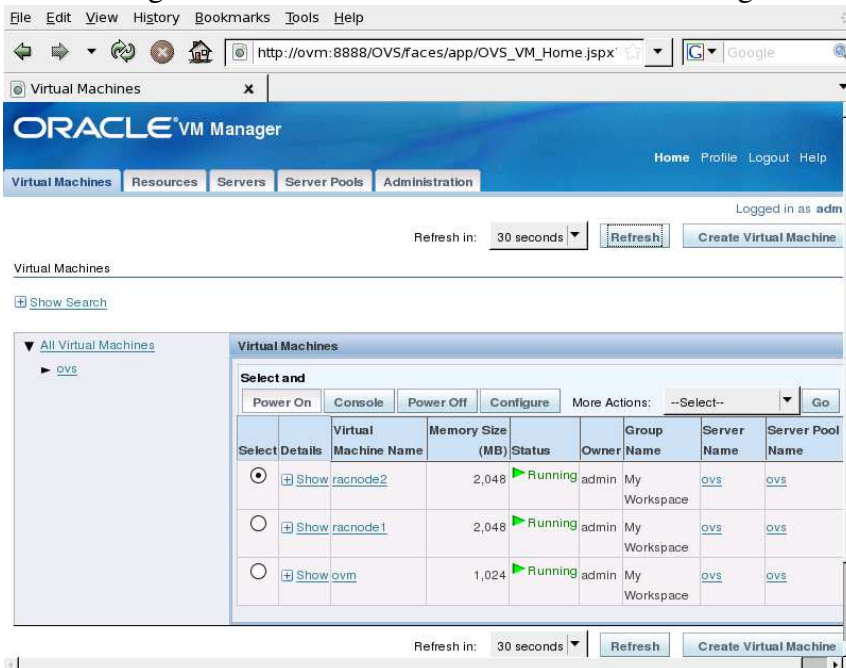 File Edit View History Bookmarks Tools Help
http://ovm:8888/OVS/faces/app/OVS_VM_Home.jspx Google
Virtual Machines x
ORACLE VM Manager
Home Profile Logout Help
Virtual Machines Resources Servers Server Pools Administration
Logged in as adm
Refresh in: 30 seconds Refresh Create Virtual Machine
Virtual Machines
Show Search
All Virtual Machines
ovs
Virtual Machines
Select and
Power On Console Power Off Configure More Actions: --Select-- Go
Select Details Virtual Machine Name Memory Size (MB) Status Owner Group Name Server Name Server Pool Name
Show racnode2 2,048 Running admin My Workspace ovs ovs
Show racnode1 2,048 Running admin My Workspace ovs ovs
Show ovm 1,024 Running admin My Workspace ovs ovs
Refresh in: 30 seconds Refresh Create Virtual Machine